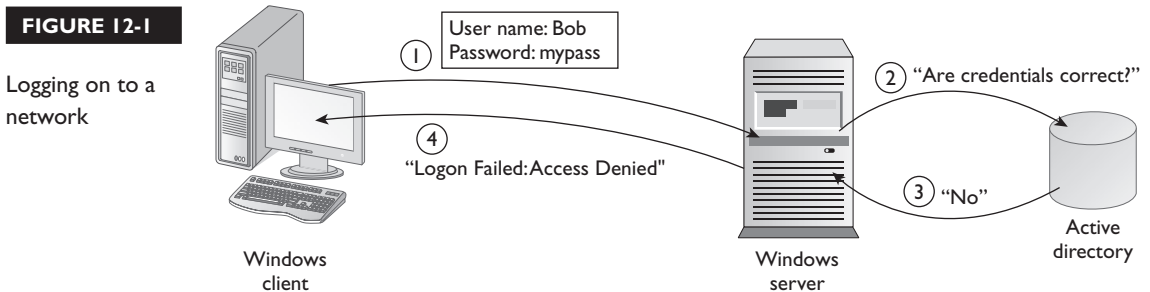 FIGURE 12-1
Logging on to a
network
1
User name: Bob
Password: mypass
2 “Are credentials correct?”
4
“Logon Failed:Access Denied"
3 “No”
Windows
client
Windows
server
Active
directory